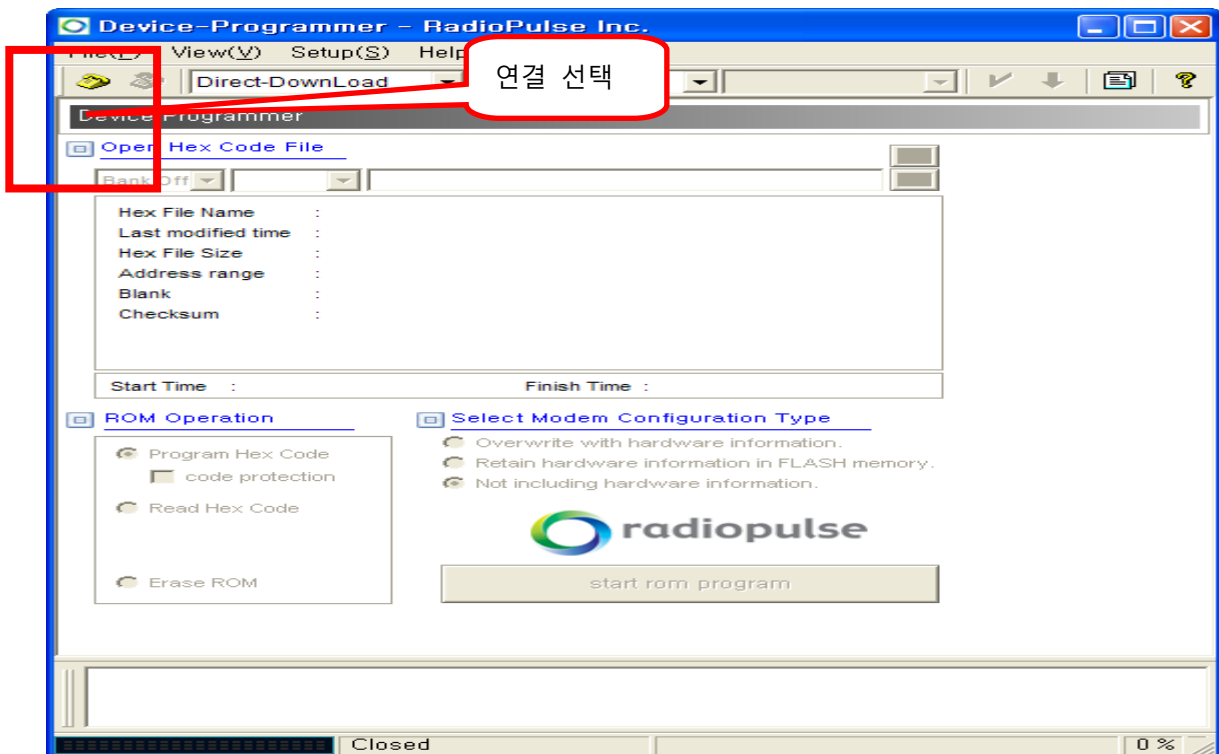 Device-Programmer - RadioPulse Inc.
File(F) View(V) Setup(S) Help
연결 선택
Direct-DownLoad
Device-Programmer
Open Hex Code File
Bank Off
Hex File Name :
Last modified time :
Hex File Size :
Address range :
Blank :
Checksum :
Start Time : Finish Time :
ROM Operation
Select Modem Configuration Type
Program Hex Code
code protection
Read Hex Code
Erase ROM
Overwrite with hardware information.
Retain hardware information in FLASH memory.
Not including hardware information.
radiopulse
start rom program
Closed 0 %